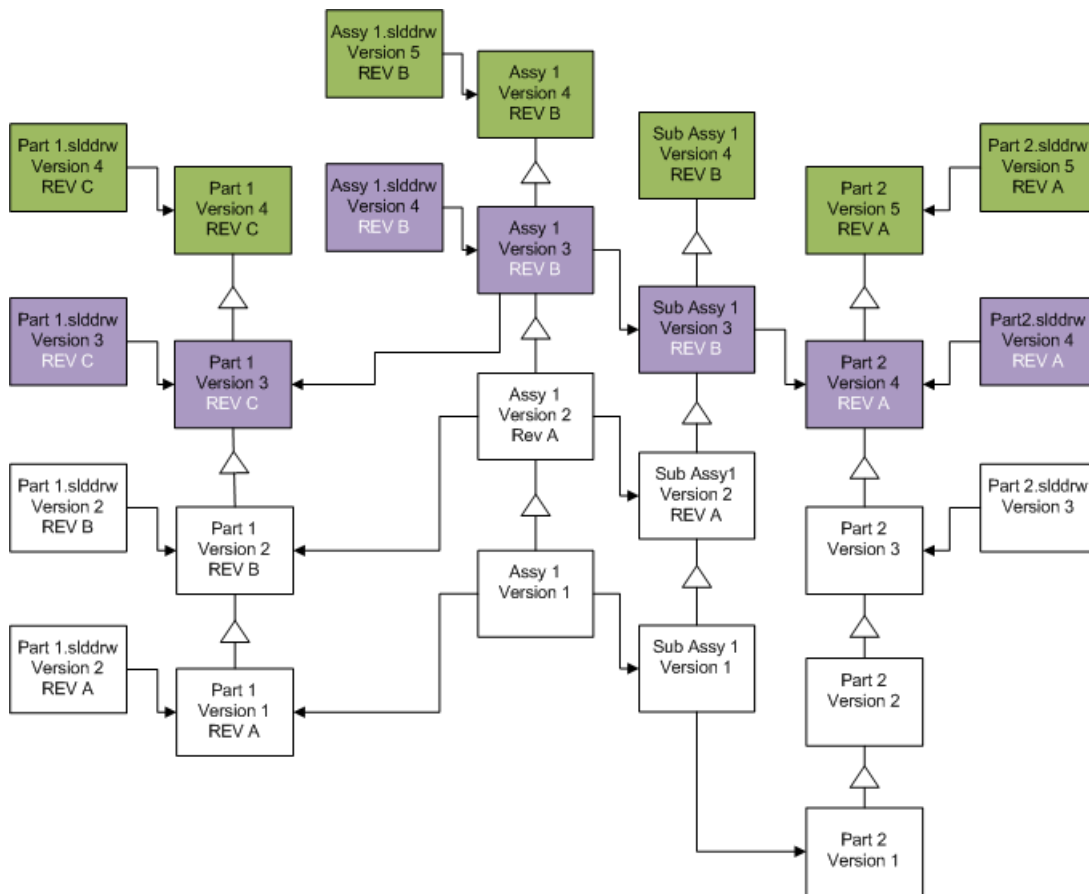 Assy 1.slddrw
Version 5
REV B
Assy 1
Version 4
REV B
Part 1.slddrw
Version 4
REV C
Sub Assy 1
Version 4
REV B
Part 2.slddrw
Version 5
REV A
Part 1
Version 4
REV C
Assy 1.slddrw
Version 4
REV B
Part 2
Version 5
REV A
Assy 1
Version 3
REV B
Part 1.slddrw
Version 3
REV C
Sub Assy 1
Version 3
REV B
Part2.slddrw
Version 4
REV A
Part 1
Version 3
REV C
Part 2
Version 4
REV A
Assy 1
Version 2
Rev A
Part 1.slddrw
Version 2
REV B
Sub Assy1
Version 2
REV A
Part 2.slddrw
Version 3
Part 1
Version 2
REV B
Part 2
Version 3
Assy 1
Version 1
Part 1.slddrw
Version 2
REV A
Sub Assy 1
Version 1
Part 1
Version 1
REV A
Part 2
Version 2
Part 2
Version 1